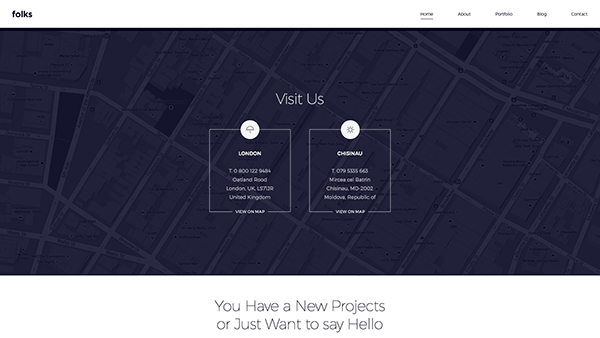 folks
Home
About
Portfolio
Blog
Contact
Visit Us
LONDON
T. 0 800 122 9484
Oatland Rood
London, UK, LS71JR
United Kingdom
VIEW ON MAP
CHISINAU
T. 079 5333 663
Mircea cel Batrin
Chisinau, MD-2002
Moldova, Republic of
VIEW ON MAP
You Have a New Projects
or Just Want to say Hello